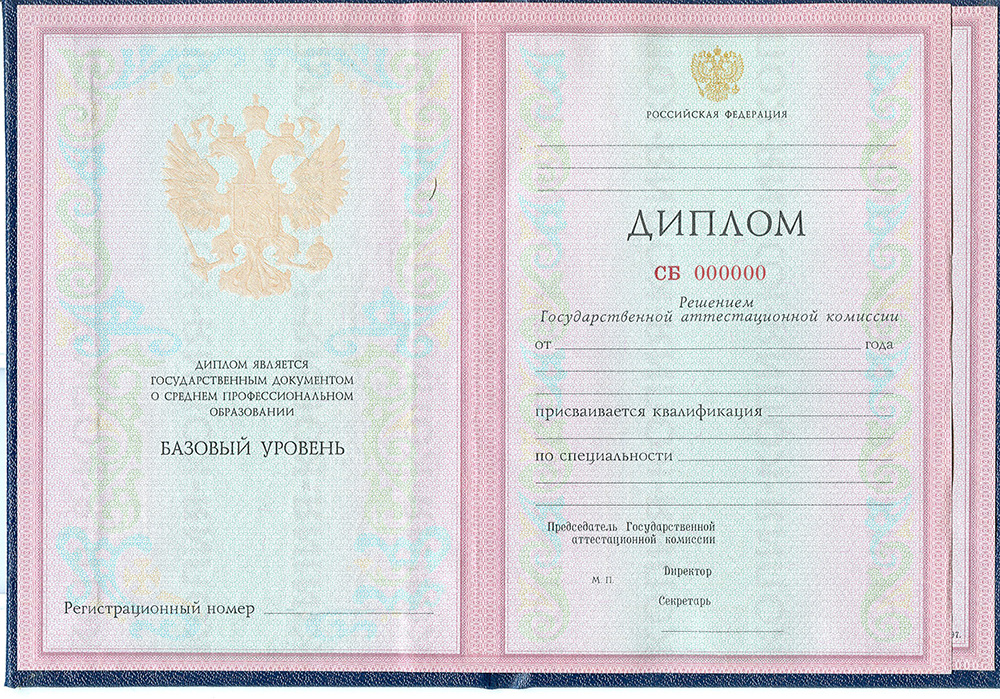 ДИПЛОМ ЯВЛЯЕТСЯ
ГОСУДАРСТВЕННЫМ ДОКУМЕНТОМ
О СРЕДНЕМ ПРОФЕССИОНАЛЬНОМ
ОБРАЗОВАНИИ
БАЗОВЫЙ УРОВЕНЬ
Регистрационный номер
РОССИЙСКАЯ ФЕДЕРАЦИЯ
ДИПЛОМ
СБ 000000
Решением
Государственной аттестационной комиссии
от года
присваивается квалификация
по специальности
Председатель Государственной
аттестационной комиссии
Директор
М. П.
Секретарь